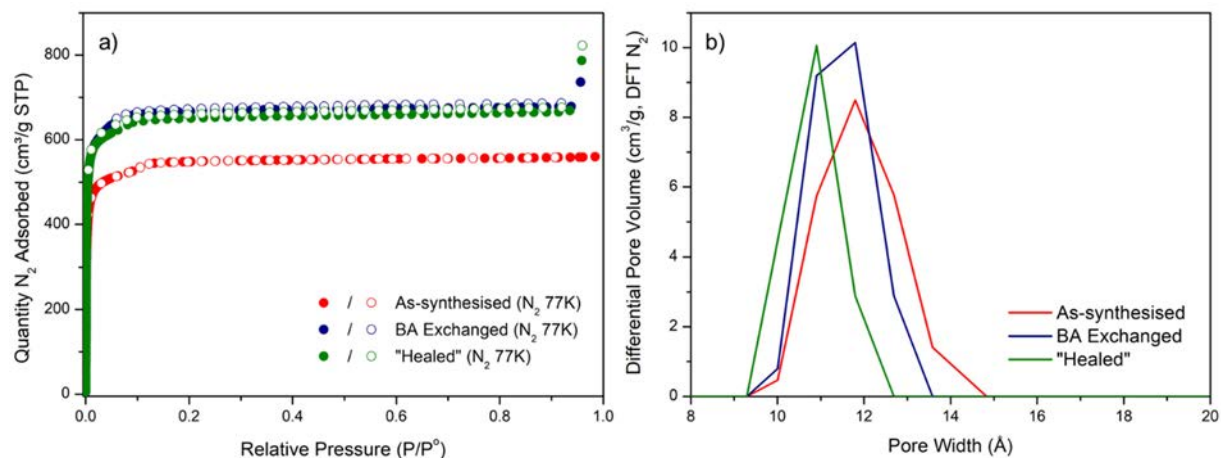 a)
Quantity N₂ Adsorbed (cm³/g STP)
800
600
400
200
0
0.0 0.2 0.4 0.6 0.8 1.0
Relative Pressure (P/P⁰)
/ As-synthesised (N₂ 77K)
/ BA Exchanged (N₂ 77K)
/ "Healed" (N₂ 77K)
b)
Differential Pore Volume (cm³/g, DFT N₂)
10
8
6
4
2
0
8 10 12 14 16 18 20
Pore Width (Å)
As-synthesised
BA Exchanged
"Healed"